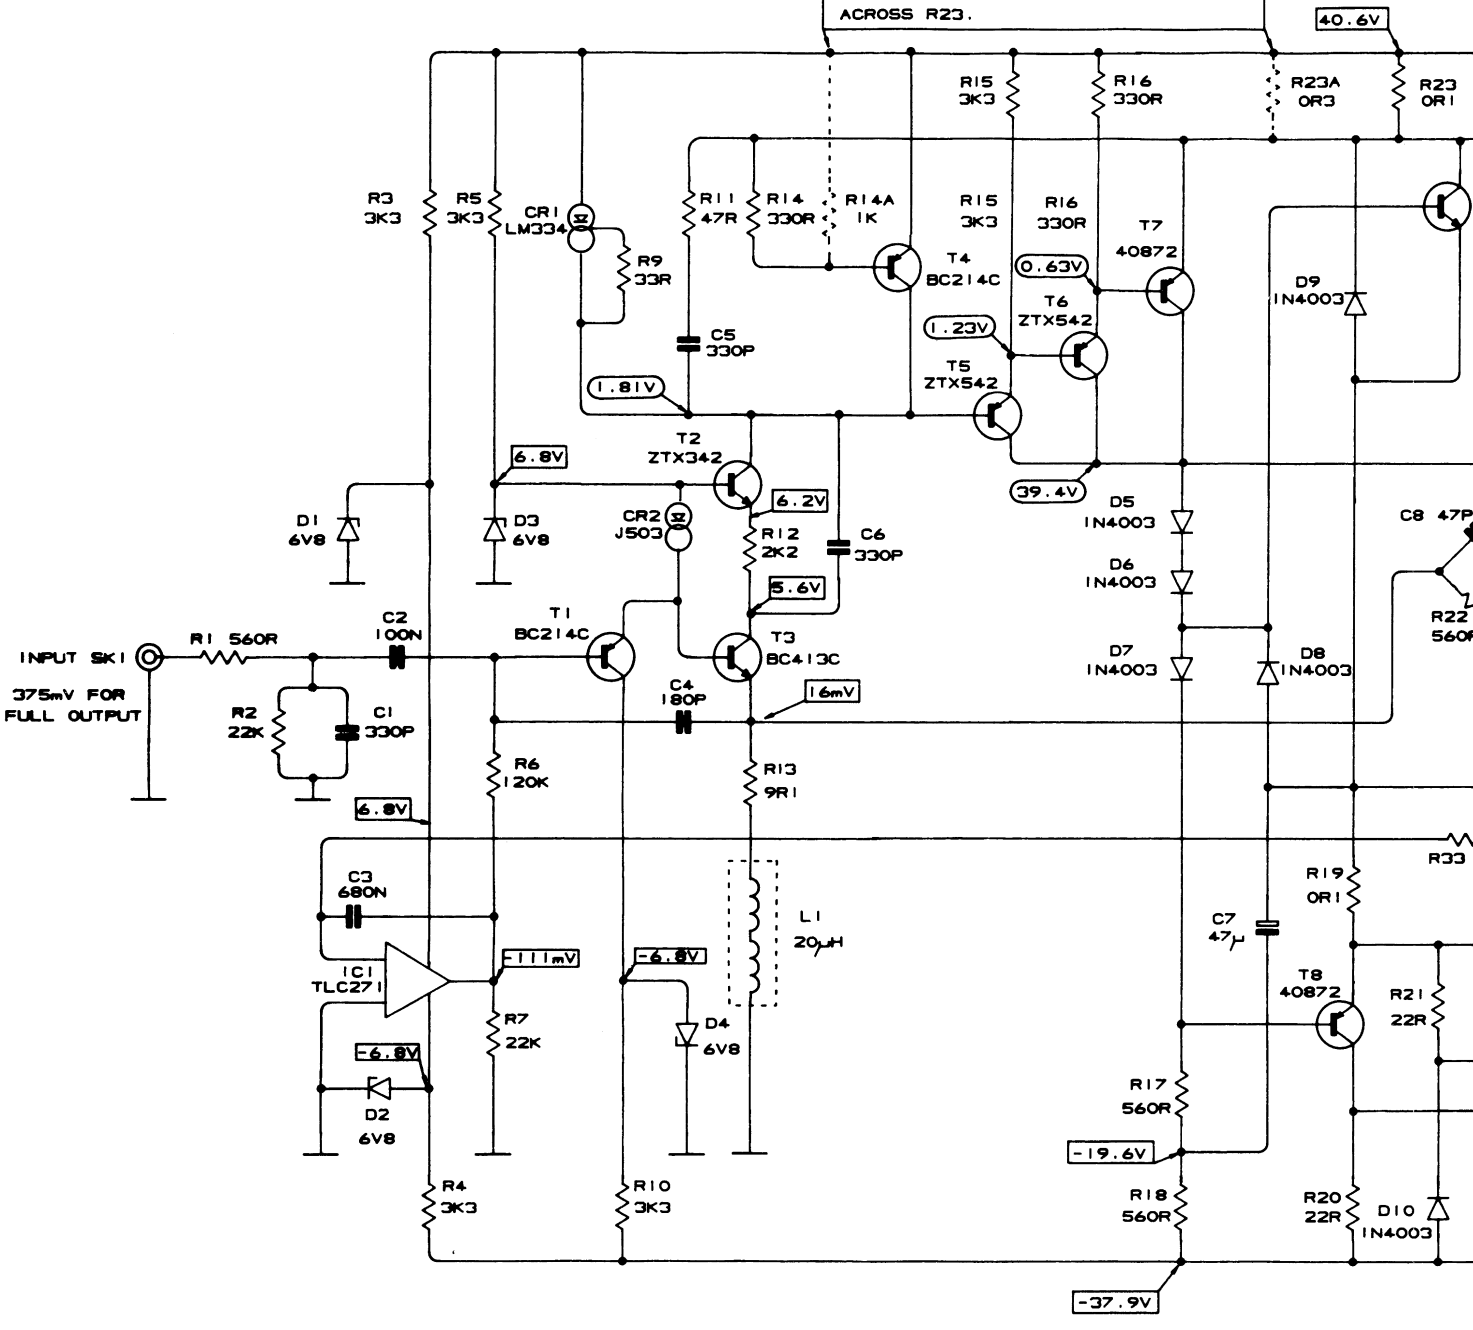 ACROSS R23.
40.6V
R15
3K3
R16
330R
R23A
0R3
R23
0R1
R3
3K3
R5
3K3
CR1
LM334
R9
33R
R11
47R
R14
330R
R14A
1K
T4
BC214C
R15
3K3
R16
330R
T7
40872
0.63V
T6
ZTX542
1.23V
T5
ZTX542
D9
1N4003
C5
330P
1.81V
T2
ZTX342
6.8V
6.2V
39.4V
D1
6V8
D3
6V8
CR2
J503
R12
2K2
C6
330P
D5
1N4003
C8 47P
D6
1N4003
5.6V
R22
560R
INPUT SK1
375mV FOR
FULL OUTPUT
R1 560R
C2
100N
T1
BC214C
T3
BC413C
D7
1N4003
D8
1N4003
R2
22K
C1
330P
C4
180P
16mV
R6
120K
R13
9R1
6.8V
R33
C3
680N
L1
20µH
R19
0R1
C7
47µ
IC1
TLC271
-111mV
-6.8V
T8
40872
R21
22R
R7
22K
D4
6V8
-6.8V
D2
6V8
R17
560R
-19.6V
R4
3K3
R10
3K3
R18
560R
R20
22R
D10
1N4003
-37.9V